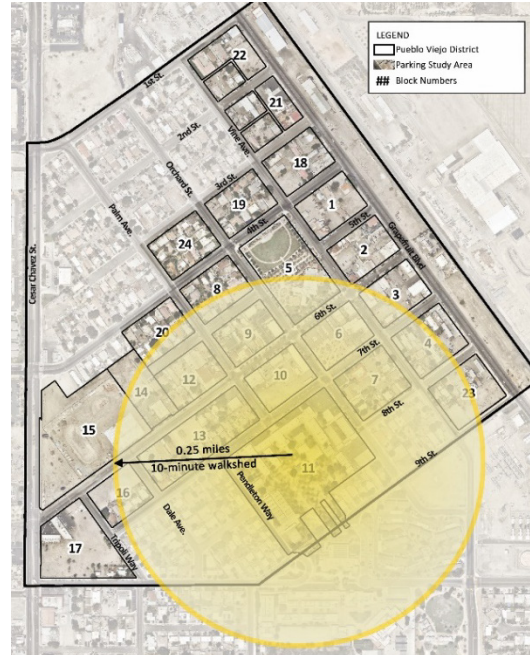 LEGEND
Pueblo Viejo District
Parking Study Area
## Block Numbers
22
1st St.
21
2nd St.
Vine Ave.
18
Orchard St.
3rd St.
19
1
Palm Ave.
4th St.
5th St.
Grapefruit Blvd
24
2
5
Cesar Chavez St.
8
3
6th St.
20
9
6
4
7th St.
14
12
10
7
23
8th St.
15
13
0.25 miles
10-minute walkshed
11
9th St.
16
Pendleton Way
Dale Ave.
17
Tripoli Way